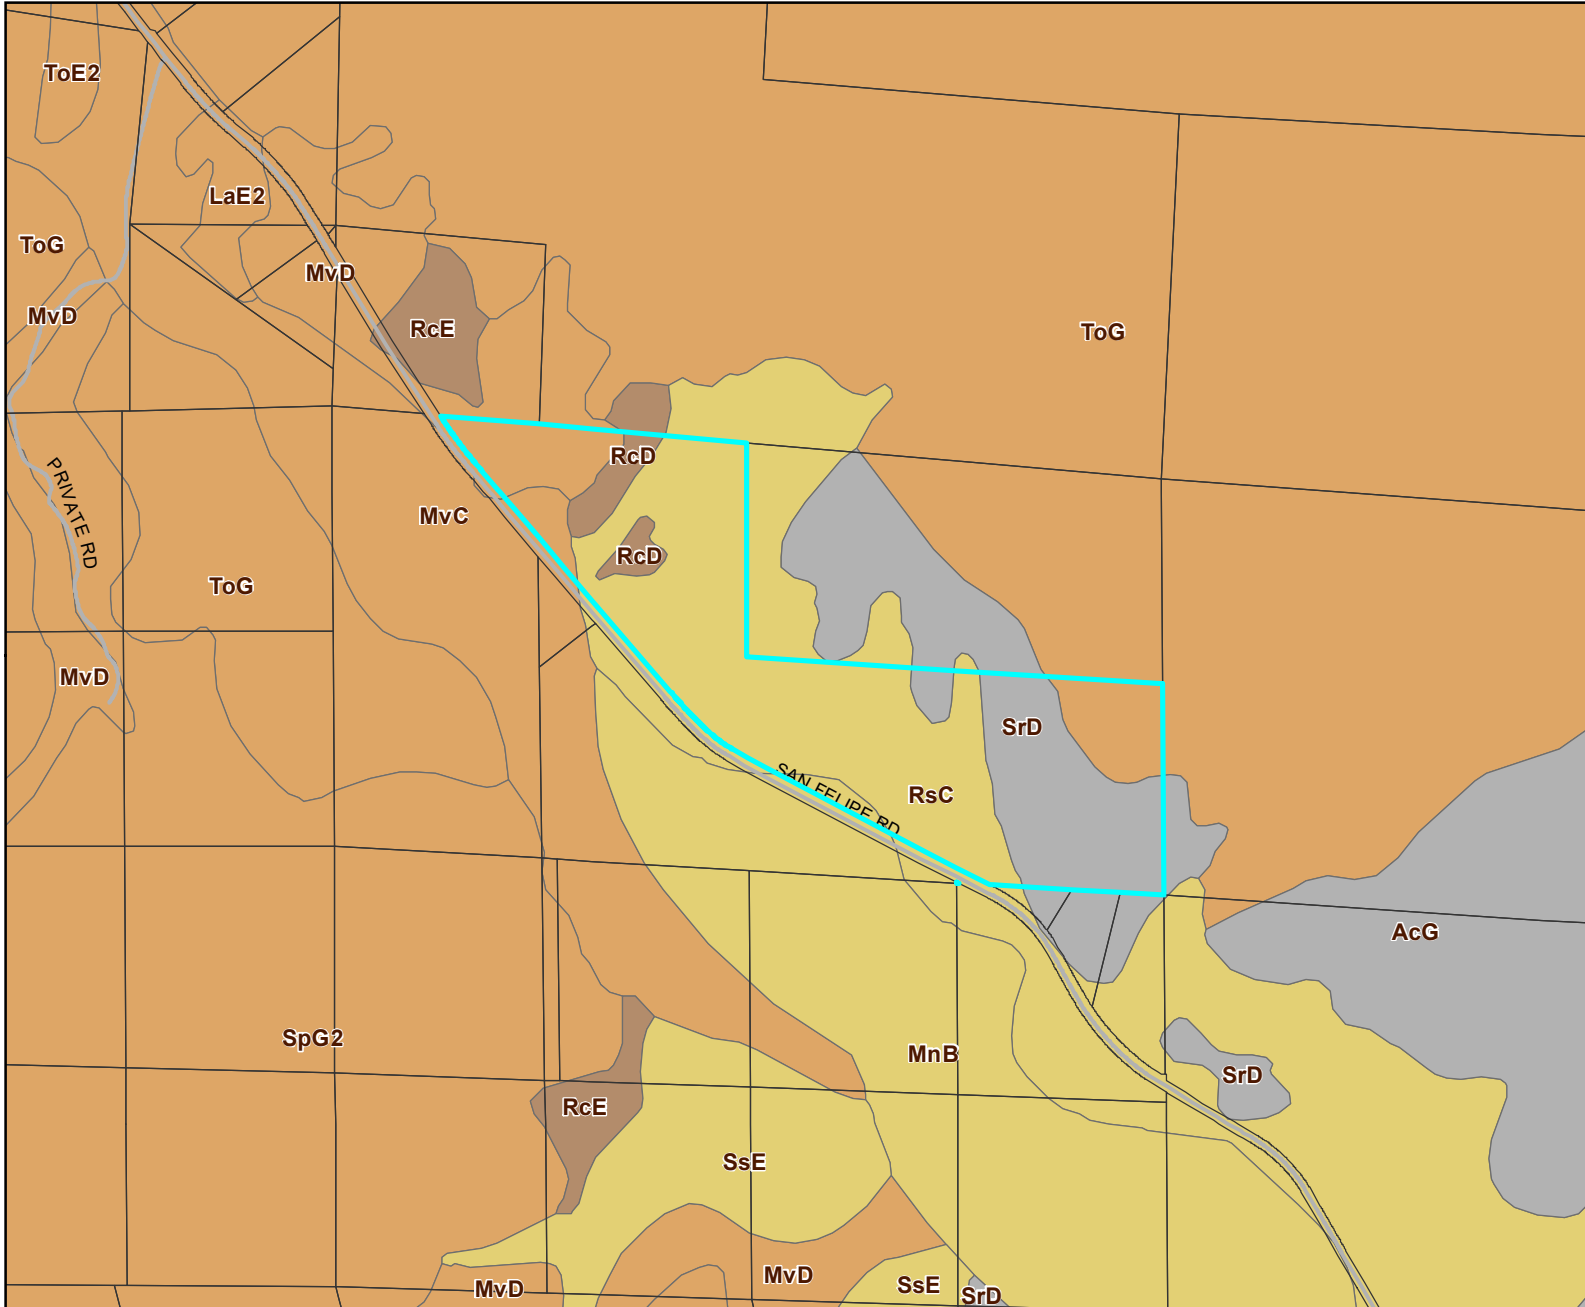 ToE2
LaE2
ToG
MvD
MvD
RcE
ToG
RcD
PRIVATE RD
MvC
RcD
ToG
MvD
SrD
SAN FELIPE RD
RsC
AcG
SpG2
MnB
SrD
RcE
SsE
MvD
MvD
SsE
SrD